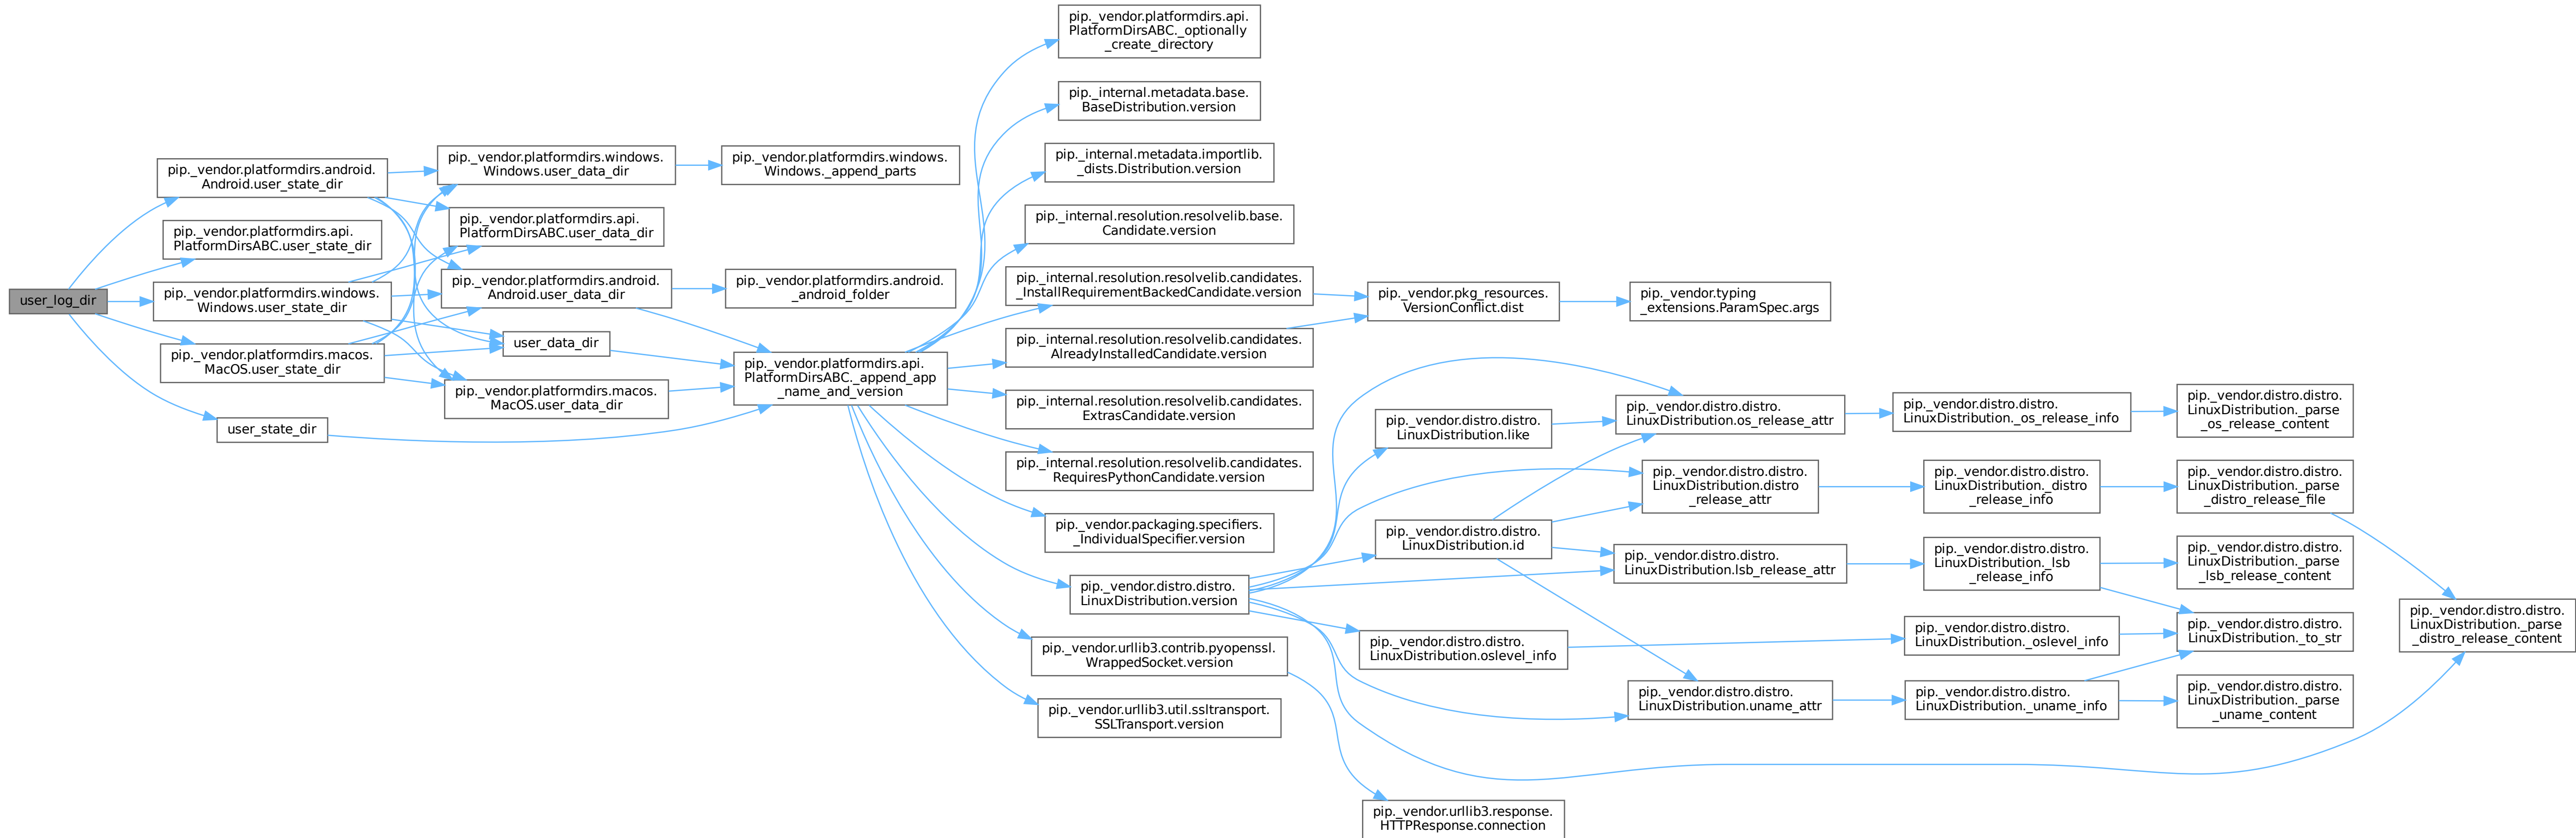 user_log_dir
pip._vendor.platformdirs.android.
Android.user_state_dir
pip._vendor.platformdirs.api.
PlatformDirsABC.user_state_dir
pip._vendor.platformdirs.windows.
Windows.user_state_dir
pip._vendor.platformdirs.macos.
MacOS.user_state_dir
user_state_dir
pip._vendor.platformdirs.windows.
Windows.user_data_dir
pip._vendor.platformdirs.api.
PlatformDirsABC.user_data_dir
pip._vendor.platformdirs.android.
Android.user_data_dir
user_data_dir
pip._vendor.platformdirs.macos.
MacOS.user_data_dir
pip._vendor.platformdirs.windows.
Windows._append_parts
pip._vendor.platformdirs.android.
_android_folder
pip._vendor.platformdirs.api.
PlatformDirsABC._append_app
_name_and_version
pip._vendor.platformdirs.api.
PlatformDirsABC._optionally
_create_directory
pip._internal.metadata.base.
BaseDistribution.version
pip._internal.metadata.importlib.
_dists.Distribution.version
pip._internal.resolution.resolvelib.base.
Candidate.version
pip._internal.resolution.resolvelib.candidates.
_InstallRequirementBackedCandidate.version
pip._internal.resolution.resolvelib.candidates.
AlreadyInstalledCandidate.version
pip._internal.resolution.resolvelib.candidates.
ExtrasCandidate.version
pip._internal.resolution.resolvelib.candidates.
RequiresPythonCandidate.version
pip._vendor.packaging.specifiers.
_IndividualSpecifier.version
pip._vendor.distro.distro.
LinuxDistribution.version
pip._vendor.urllib3.contrib.pyopenssl.
WrappedSocket.version
pip._vendor.urllib3.util.ssltransport.
SSLTransport.version
pip._vendor.pkg_resources.
VersionConflict.dist
pip._vendor.typing
_extensions.ParamSpec.args
pip._vendor.distro.distro.
LinuxDistribution.like
pip._vendor.distro.distro.
LinuxDistribution.id
pip._vendor.distro.distro.
LinuxDistribution.oslevel_info
pip._vendor.urllib3.response.
HTTPResponse.connection
pip._vendor.distro.distro.
LinuxDistribution.os_release_attr
pip._vendor.distro.distro.
LinuxDistribution.distro
_release_attr
pip._vendor.distro.distro.
LinuxDistribution.lsb_release_attr
pip._vendor.distro.distro.
LinuxDistribution.uname_attr
pip._vendor.distro.distro.
LinuxDistribution._os_release_info
pip._vendor.distro.distro.
LinuxDistribution._distro
_release_info
pip._vendor.distro.distro.
LinuxDistribution._lsb
_release_info
pip._vendor.distro.distro.
LinuxDistribution._oslevel_info
pip._vendor.distro.distro.
LinuxDistribution._uname_info
pip._vendor.distro.distro.
LinuxDistribution._parse
_os_release_content
pip._vendor.distro.distro.
LinuxDistribution._parse
_distro_release_file
pip._vendor.distro.distro.
LinuxDistribution._parse
_lsb_release_content
pip._vendor.distro.distro.
LinuxDistribution._to_str
pip._vendor.distro.distro.
LinuxDistribution._parse
_uname_content
pip._vendor.distro.distro.
LinuxDistribution._parse
_distro_release_content